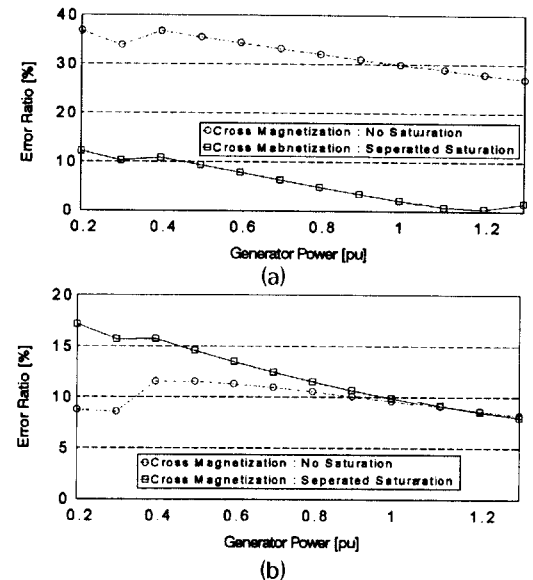 40
30
20
10
0
Error Ratio [%]
Cross Magnetization : No Saturation
Cross Mabnetization : Seperatted Saturation
0.2 0.4 0.6 0.8 1 1.2
Generator Power [pu]
(a)
20
15
10
5
0
Error Ratio [%]
Cross Magnetization : No Saturation
Cross Magnetization : Seperated Saturation
0.2 0.4 0.6 0.8 1 1.2
Generator Power [pu]
(b)